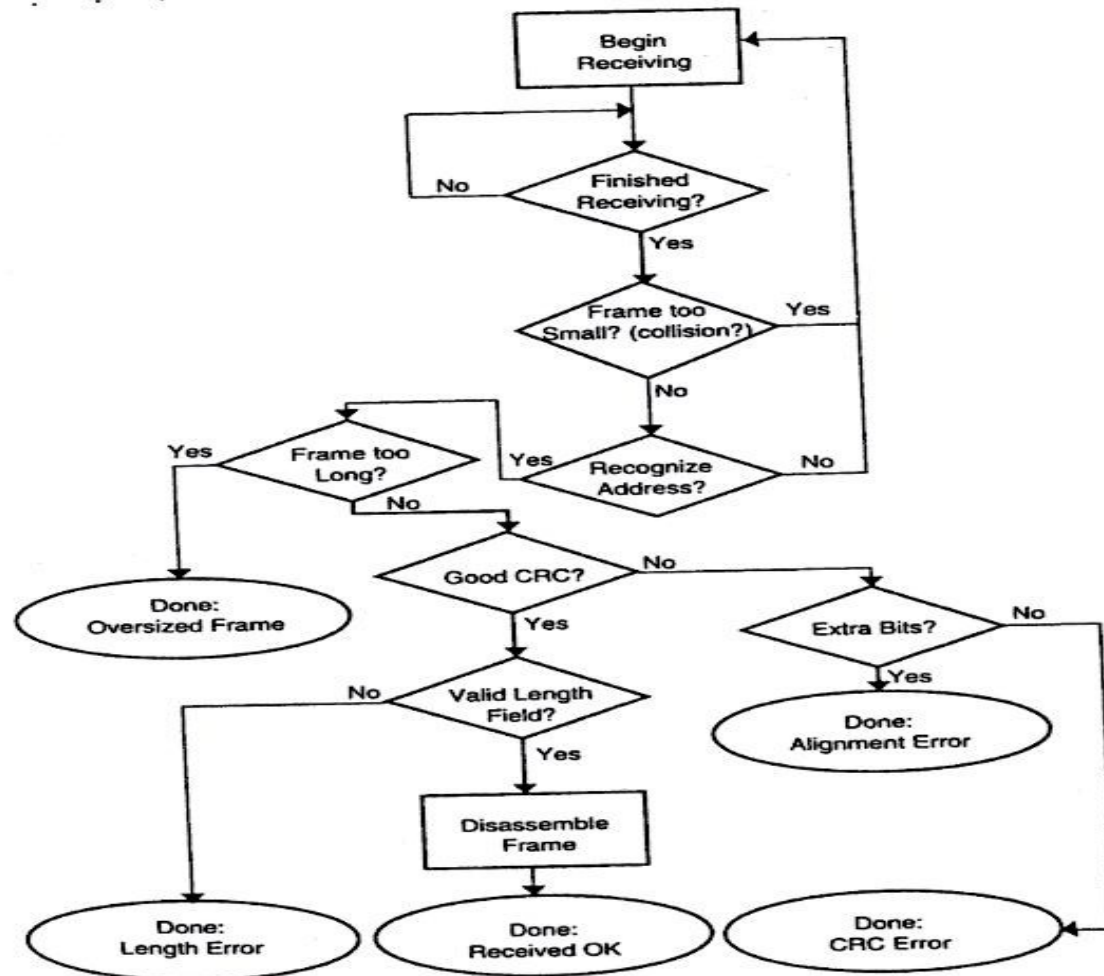 Begin
Receiving
No
Finished
Receiving?
Yes
Frame too
Small? (collision?)
Yes
No
Yes
Frame too
Long?
Yes
Recognize
Address?
No
No
Good CRC?
No
Done:
Oversized Frame
Yes
Extra Bits?
No
No
Valid Length
Field?
Yes
Done:
Alignment Error
Yes
Disassemble
Frame
Done:
Length Error
Done:
Received OK
Done:
CRC Error